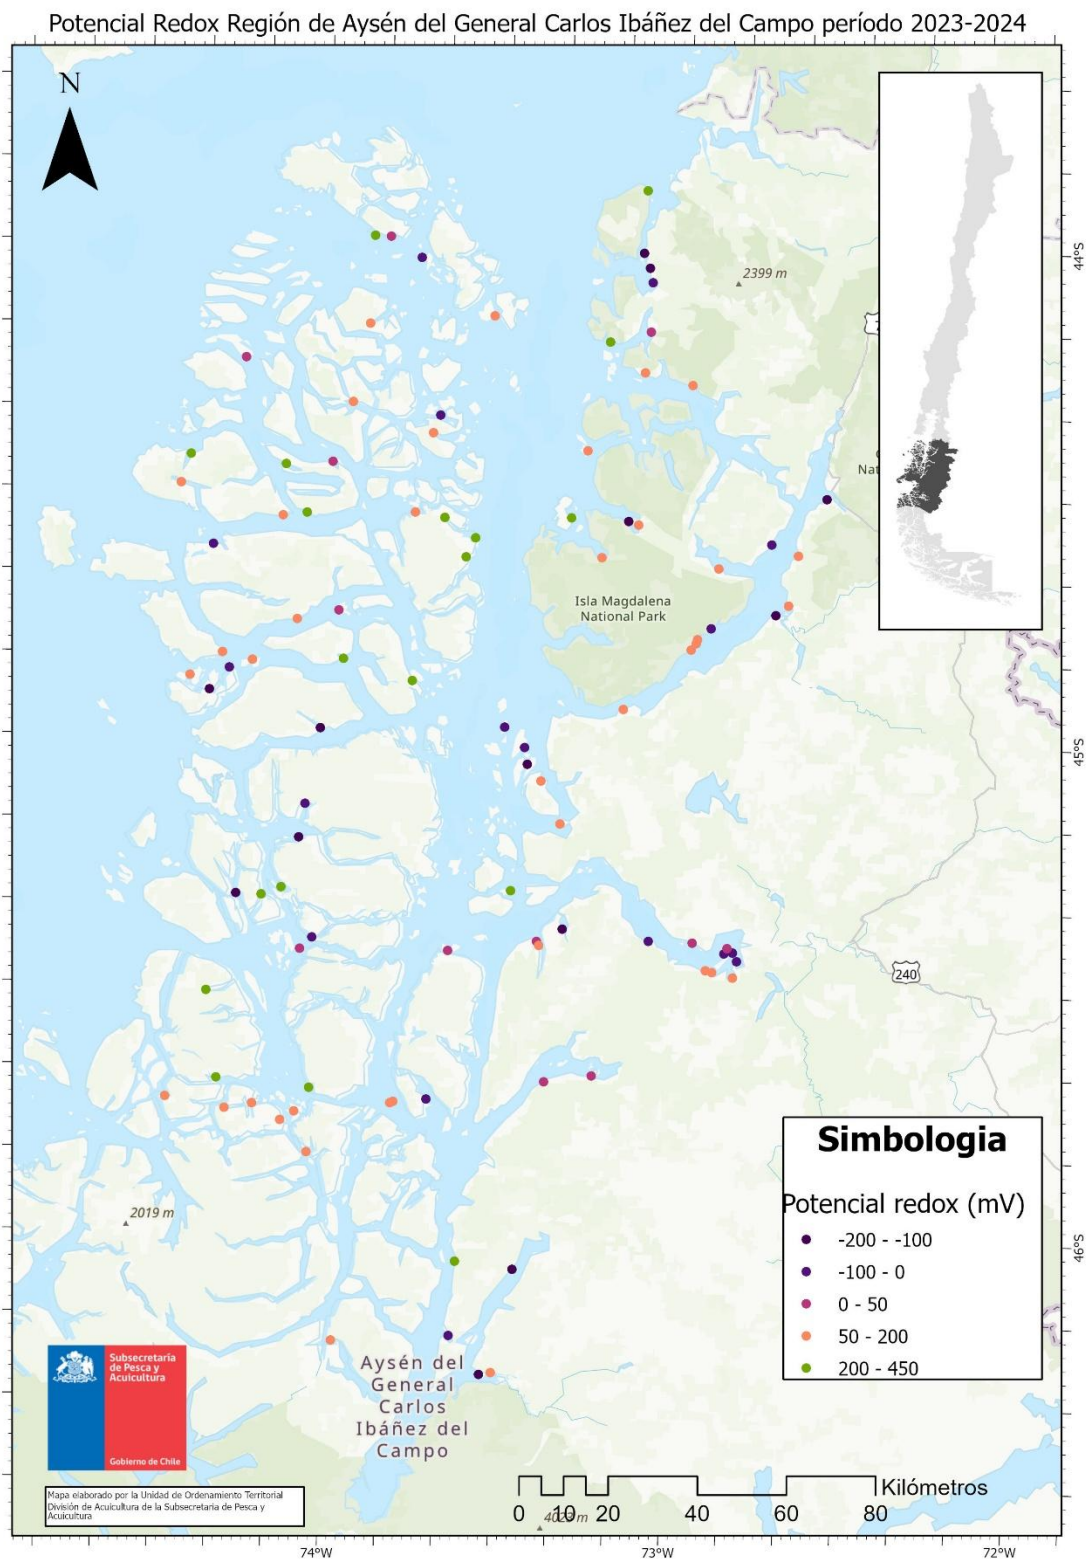 Potencial Redox Región de Aysén del General Carlos Ibáñez del Campo período 2023-2024
N
44°S
2399 m
Nat
Isla Magdalena
National Park
45°S
240
2019 m
46°S
Simbologia
Potencial redox (mV)
-200 - -100
-100 - 0
0 - 50
50 - 200
200 - 450
Subsecretaría
de Pesca y
Acuicultura
Gobierno de Chile
Aysén del
General
Carlos
Ibáñez del
Campo
Mapa elaborado por la Unidad de Ordenamiento Territorial
División de Acuicultura de la Subsecretaria de Pesca y
Acuicultura
0 10 20 40 60 80 Kilómetros
4023 m
74°W 73°W 72°W